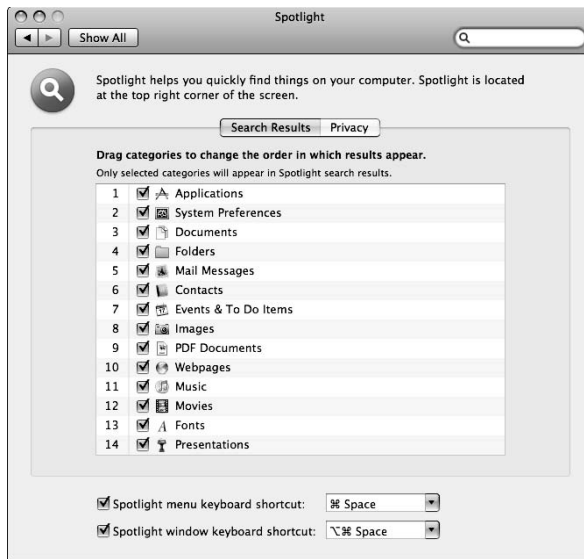 Spotlight
Show All
Spotlight helps you quickly find things on your computer. Spotlight is located
at the top right corner of the screen.
Search Results Privacy
Drag categories to change the order in which results appear.
Only selected categories will appear in Spotlight search results.
1 Applications
2 System Preferences
3 Documents
4 Folders
5 Mail Messages
6 Contacts
7 Events & To Do Items
8 Images
9 PDF Documents
10 Webpages
11 Music
12 Movies
13 Fonts
14 Presentations
Spotlight menu keyboard shortcut: ⌘ Space
Spotlight window keyboard shortcut: ⌥⌘ Space